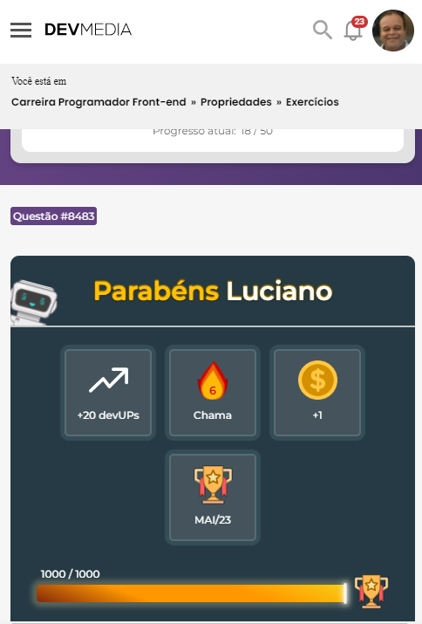 DEVMEDIA
23
Você está em
Carreira Programador Front-end » Propriedades » Exercícios
Progresso atual: 18 / 50
Questão #8483
Parabéns Luciano
+20 devUPs
6
Chama
$
+1
MAI/23
1000 / 1000